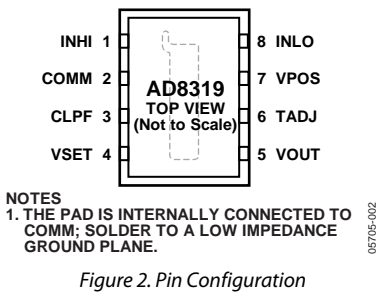 INHI 1
COMM 2
CLPF 3
VSET 4
AD8319
TOP VIEW
(Not to Scale)
8 INLO
7 VPOS
6 TADJ
5 VOUT
NOTES
1. THE PAD IS INTERNALLY CONNECTED TO
COMM; SOLDER TO A LOW IMPEDANCE
GROUND PLANE.
05705-002
Figure 2. Pin Configuration